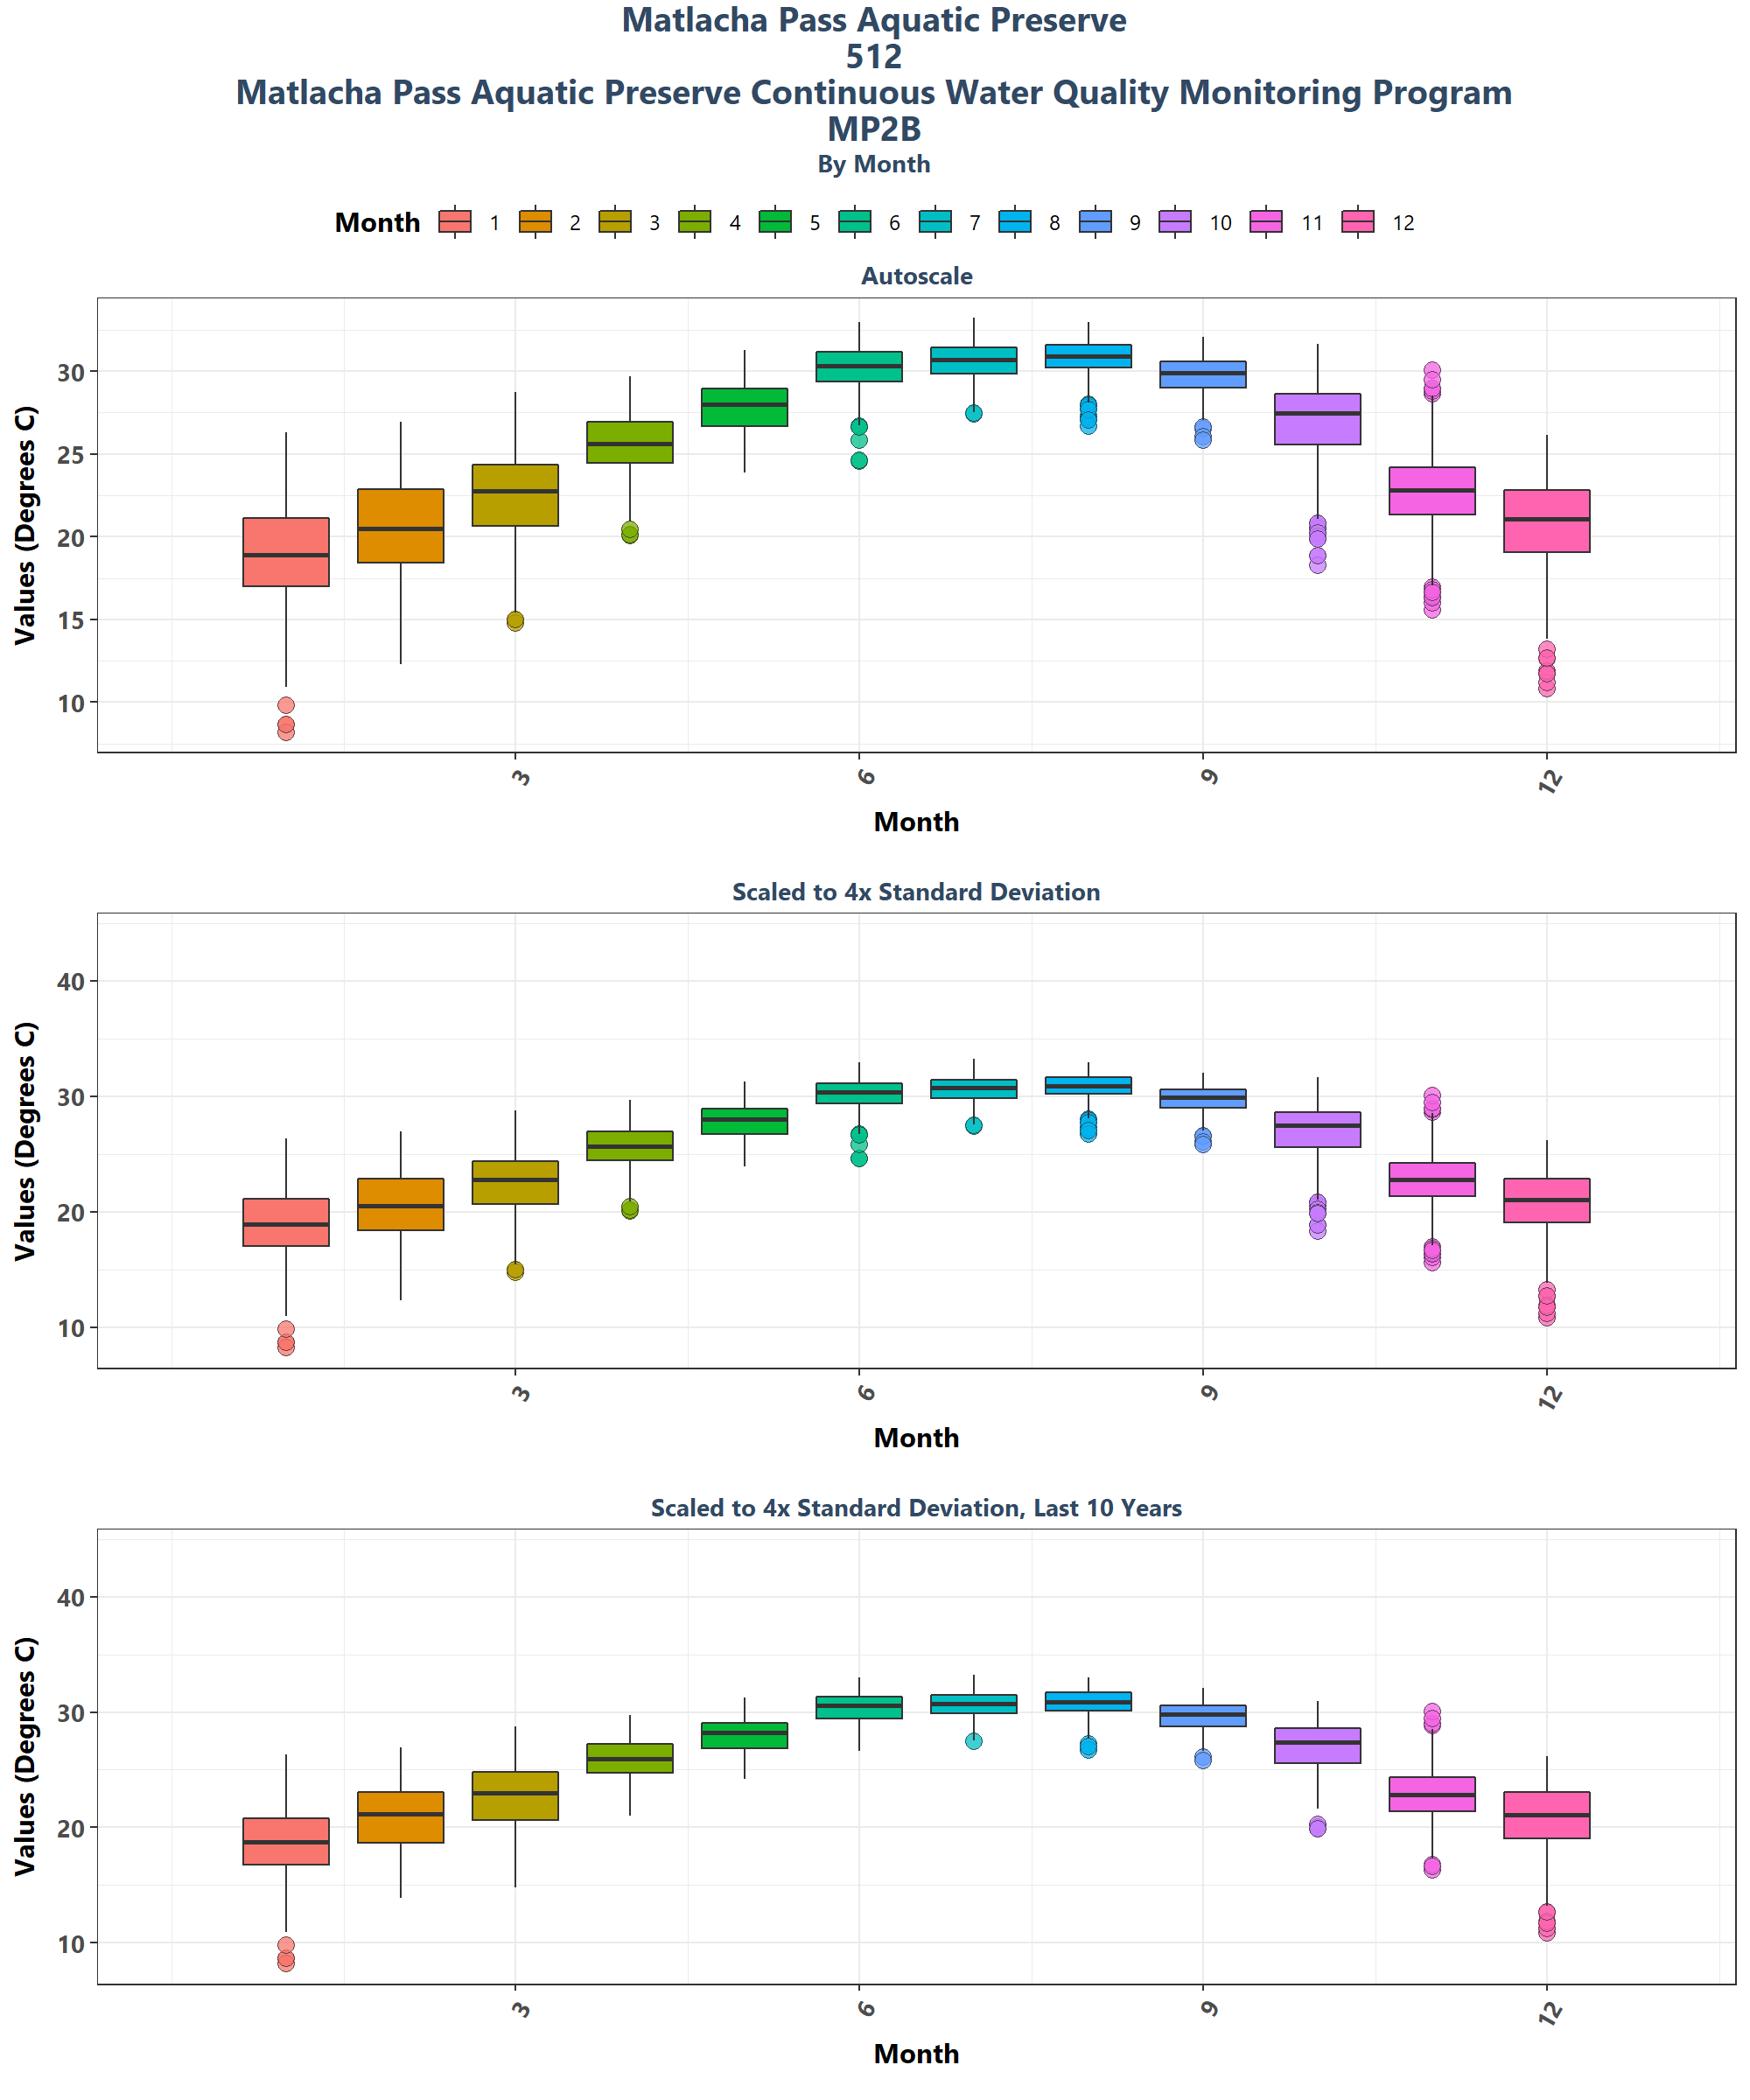 Matlacha Pass Aquatic Preserve
512
Matlacha Pass Aquatic Preserve Continuous Water Quality Monitoring Program
MP2B
By Month
Month 1 2 3 4 5 6 7 8 9 10 11 12
Autoscale
Values (Degrees C)
30
25
20
15
10
3 6 9 12
Month
Scaled to 4x Standard Deviation
Values (Degrees C)
40
30
20
10
3 6 9 12
Month
Scaled to 4x Standard Deviation, Last 10 Years
Values (Degrees C)
40
30
20
10
3 6 9 12
Month